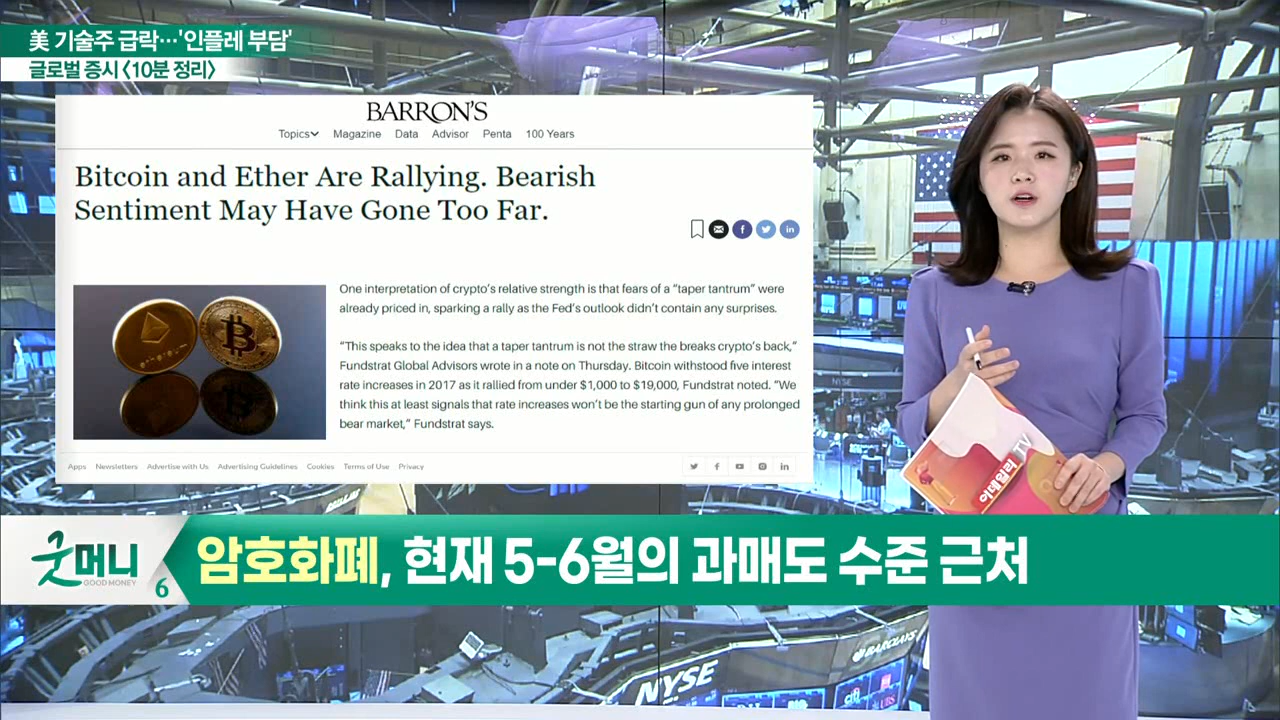 美 기술주 급락…'인플레 부담'
글로벌 증시 <10분 정리>
BARRON'S
Topics Magazine Data Advisor Penta 100 Years
Bitcoin and Ether Are Rallying. Bearish
Sentiment May Have Gone Too Far.
One interpretation of crypto's relative strength is that fears of a "taper tantrum" were
already priced in, sparking a rally as the Fed's outlook didn't contain any surprises.
"This speaks to the idea that a taper tantrum is not the straw the breaks crypto's back,"
Fundstrat Global Advisors wrote in a note on Thursday. Bitcoin withstood five interest
rate increases in 2017 as it rallied from under $1,000 to $19,000, Fundstrat noted. "We
think this at least signals that rate increases won't be the starting gun of any prolonged
bear market," Fundstrat says.
Apps Newsletters Advertise with Us Advertising Guidelines Cookies Terms of Use Privacy
이데일리 TV
굿머니
GOOD MONEY
6
암호화폐, 현재 5-6월의 과매도 수준 근처
NYSE
BARCLAYS
citi
UBS
NYSE